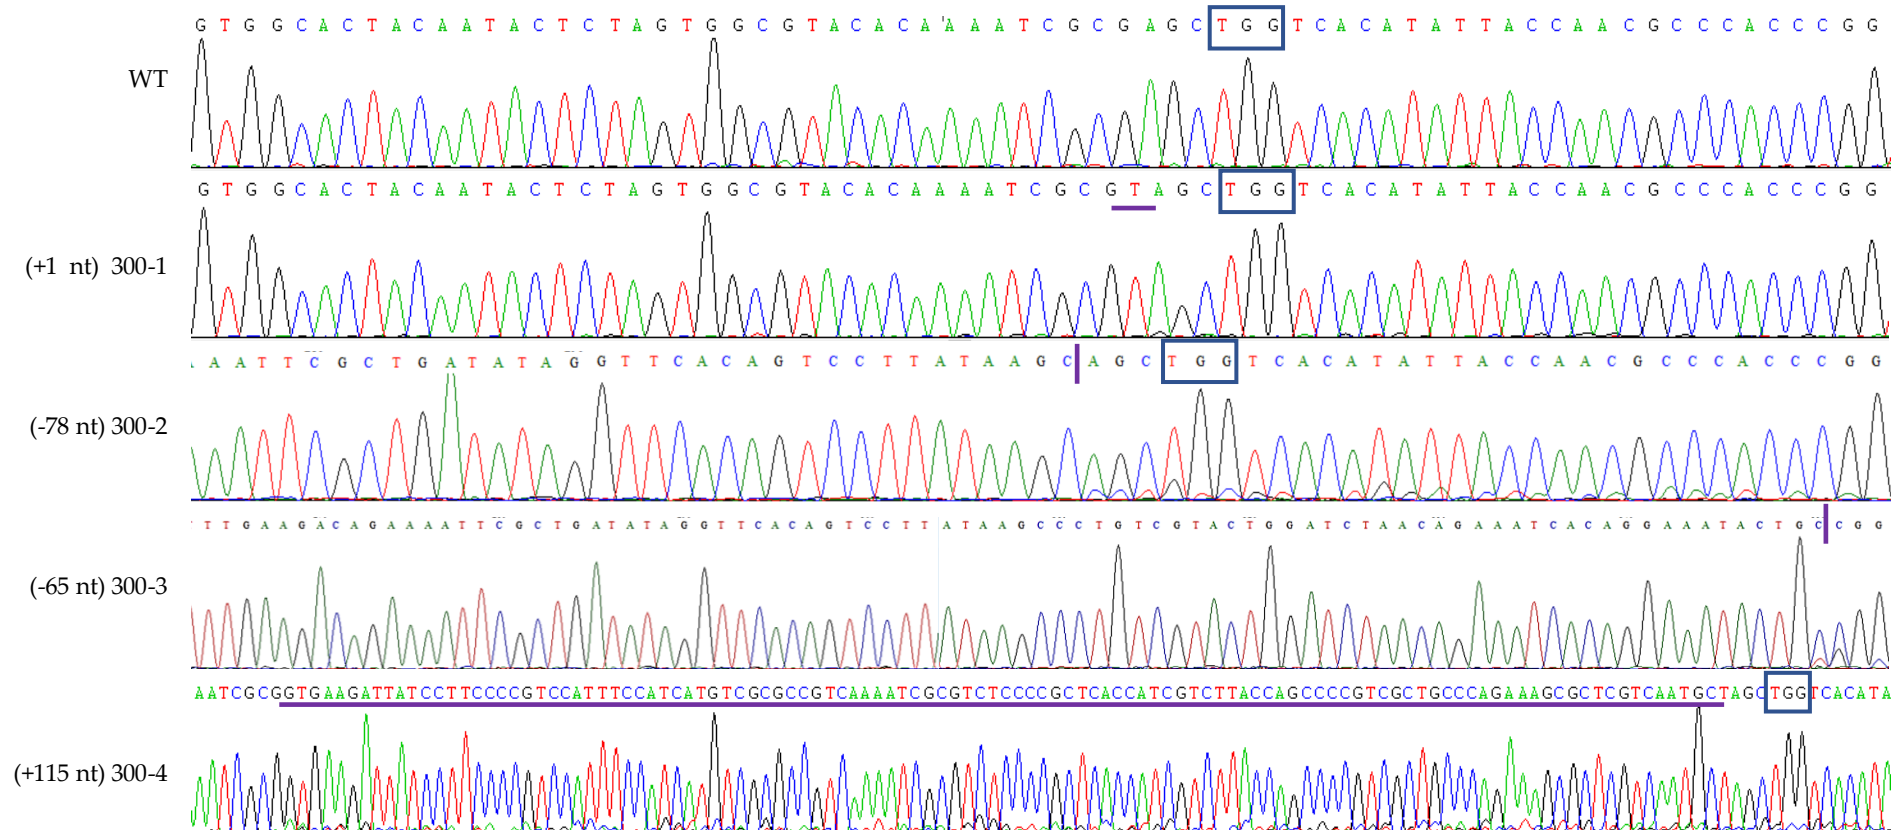 G T G G C A C T A C A A T A C T C T A G T G G C G T A C A C A A A A T C G C G A G C T G G T C A C A T A T T A C C A A C G C C C A C C C G G
WT
G T G G C A C T A C A A T A C T C T A G T G G C G T A C A C A A A A T C G C G T A G C T G G T C A C A T A T T A C C A A C G C C C A C C C G G
(+1 nt) 300-1
A A T T C G C T G A T A T A G G T T C A C A G T C C T T A T A A G C A G C T G G T C A C A T A T T A C C A A C G C C C A C C C G G
(-78 nt) 300-2
T T G A A G A C A G A A A A T T C G C T G A T A T A G G T T C A C A G T C C T T A T A A G C C C T G T C G T A C T G G A T C T A A C A G A A A T C A C A G G A A A T A C T G C C G G
(-65 nt) 300-3
AATCGCGGTGAAGATTATCCTTCCCCGTCCATTTCCATCATGTCGCGCCGTCAAAATCGCGTCTCCCCGCTCACCATCGTCTTACCAGCCCCGTCGCTGCCCAGAAAGCGCTCGTCAATGCTAGCTGGTCACATA
(+115 nt) 300-4